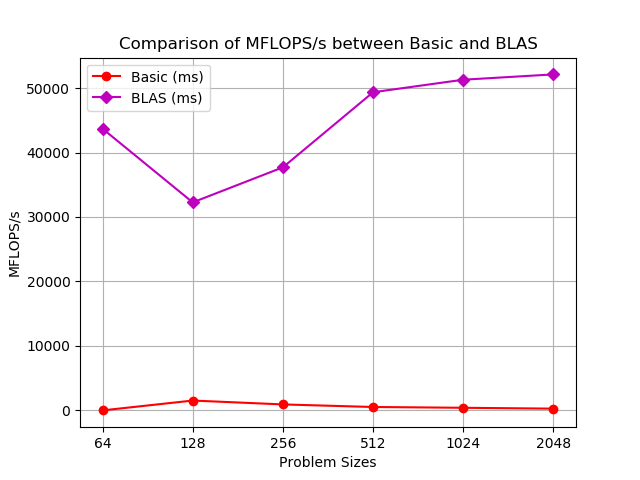 Comparison of MFLOPS/s between Basic and BLAS
Basic (ms)
BLAS (ms)
50000
40000
30000
20000
10000
0
MFLOPS/s
64 128 256 512 1024 2048
Problem Sizes